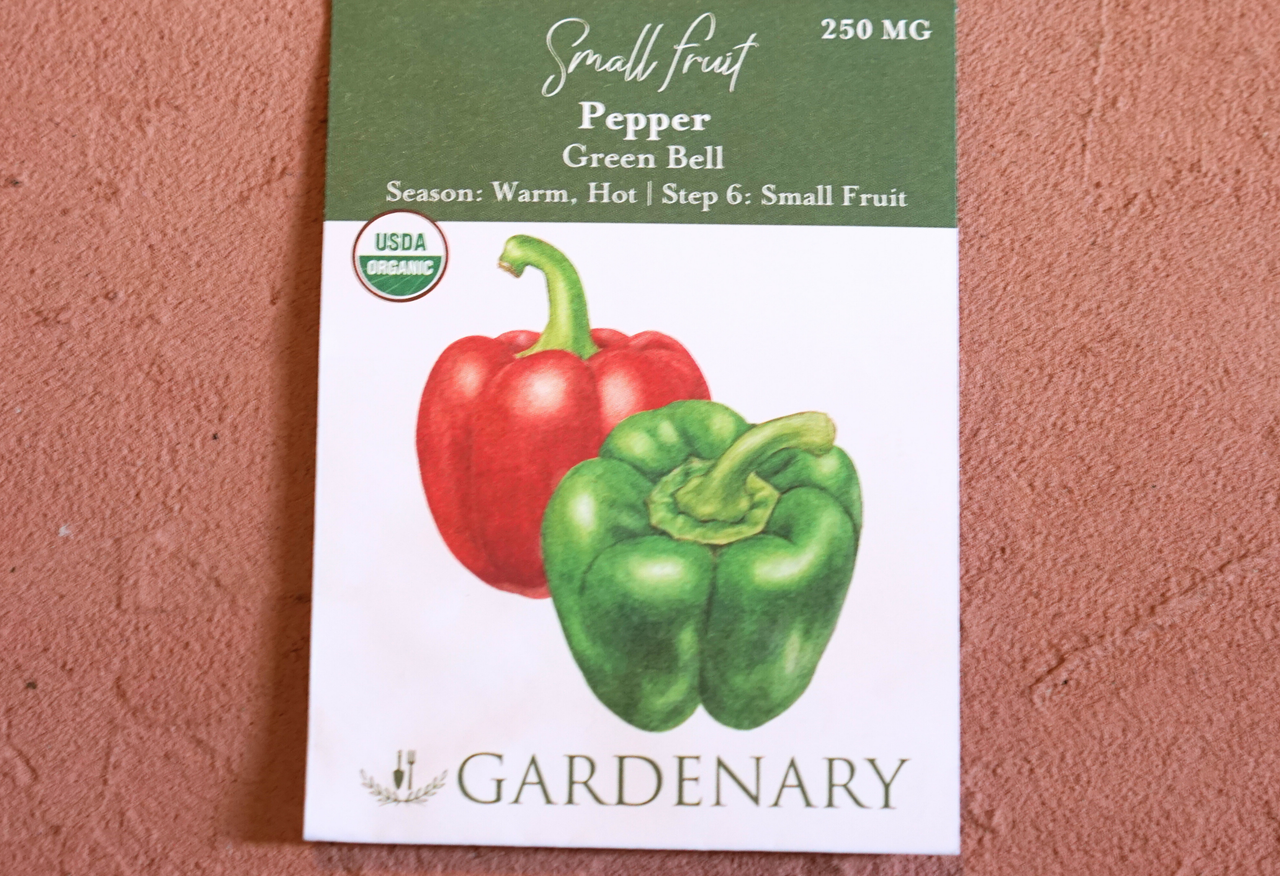 250 MG
Small Fruit
Pepper
Green Bell
Season: Warm, Hot | Step 6: Small Fruit
USDA
ORGANIC
GARDENARY